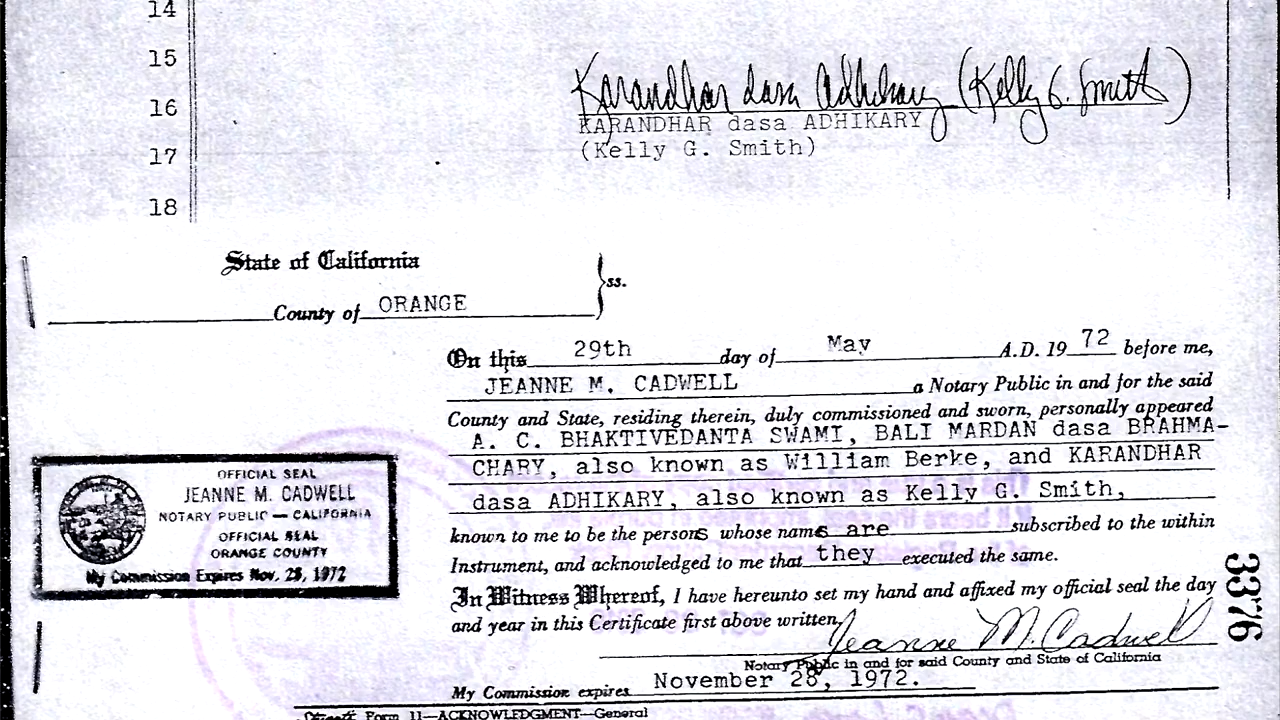 14
15
Karandhar dasa Adhikary (Kelly G. Smith)
16
KARANDHAR dasa ADHIKARY
17
(Kelly G. Smith)
18
State of California
ss.
County of ORANGE
On this 29th day of May A.D. 19 72 before me,
JEANNE M. CADWELL a Notary Public in and for the said
County and State, residing therein, duly commissioned and sworn, personally appeared
A. C. BHAKTIVEDANTA SWAMI, BALI MARDAN dasa BRAHMA-
CHARY, also known as William Berke, and KARANDHAR
dasa ADHIKARY, also known as Kelly G. Smith,
known to me to be the persons whose names are subscribed to the within
Instrument, and acknowledged to me that they executed the same.
In Witness Whereof, I have hereunto set my hand and affixed my official seal the day
and year in this Certificate first above written.
Jeanne M. Cadwell
Notary Public in and for said County and State of California
My Commission expires November 28, 1972.
Form 11—ACKNOWLEDGMENT—General
OFFICIAL SEAL
JEANNE M. CADWELL
NOTARY PUBLIC — CALIFORNIA
OFFICIAL SEAL
ORANGE COUNTY
My Commission Expires Nov. 28, 1972
3376